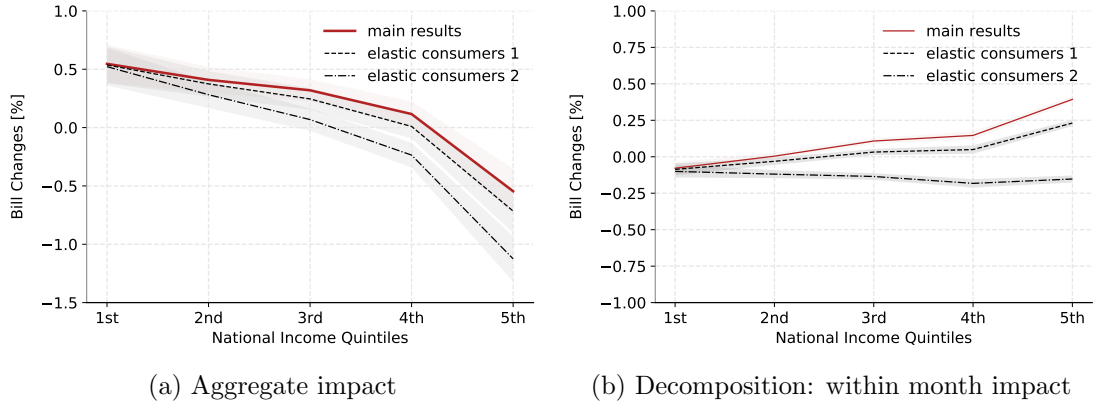 1.0
0.5
0.0
−0.5
−1.0
−1.5
Bill Changes [%]
main results
elastic consumers 1
elastic consumers 2
1st 2nd 3rd 4th 5th
National Income Quintiles
(a) Aggregate impact
1.00
0.75
0.50
0.25
0.00
−0.25
−0.50
−0.75
−1.00
Bill Changes [%]
main results
elastic consumers 1
elastic consumers 2
1st 2nd 3rd 4th 5th
National Income Quintiles
(b) Decomposition: within month impact